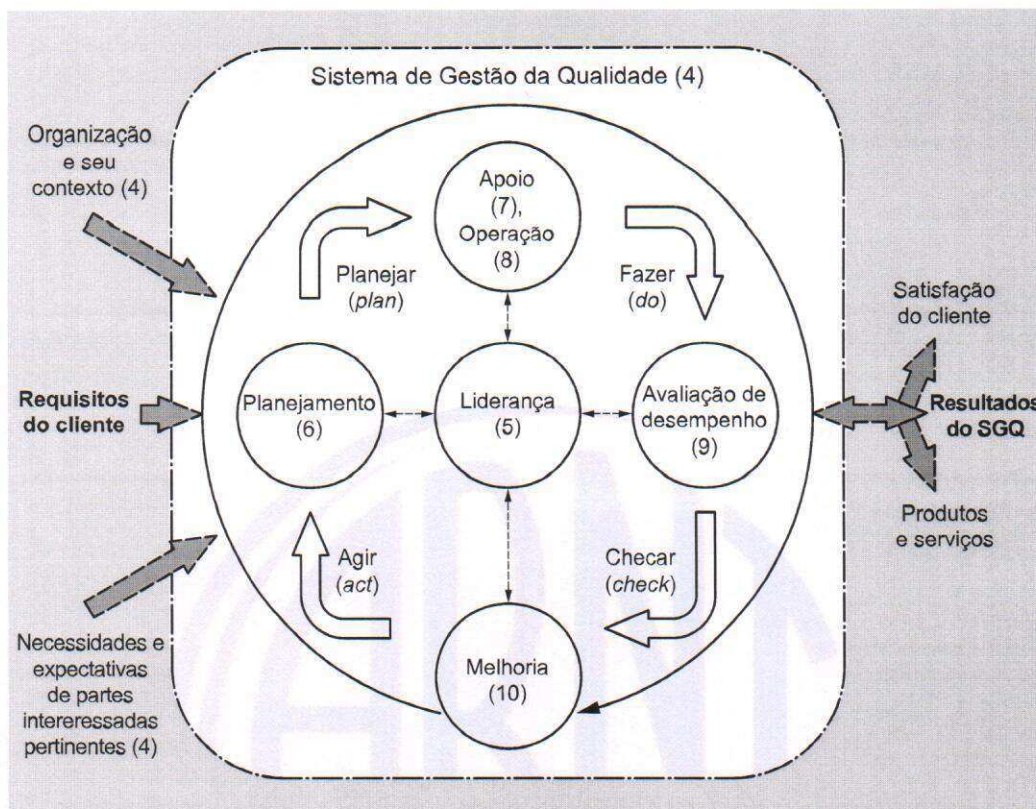 Sistema de Gestão da Qualidade (4)
Organização
e seu
contexto (4)
Apoio
(7),
Operação
(8)
Planejar
(plan)
Fazer
(do)
Satisfação
do cliente
Requisitos
do cliente
Planejamento
(6)
Liderança
(5)
Avaliação de
desempenho
(9)
Resultados
do SGQ
Produtos
e serviços
Agir
(act)
Checar
(check)
Necessidades e
expectativas
de partes
intereressadas
pertinentes (4)
Melhoria
(10)
ABNT